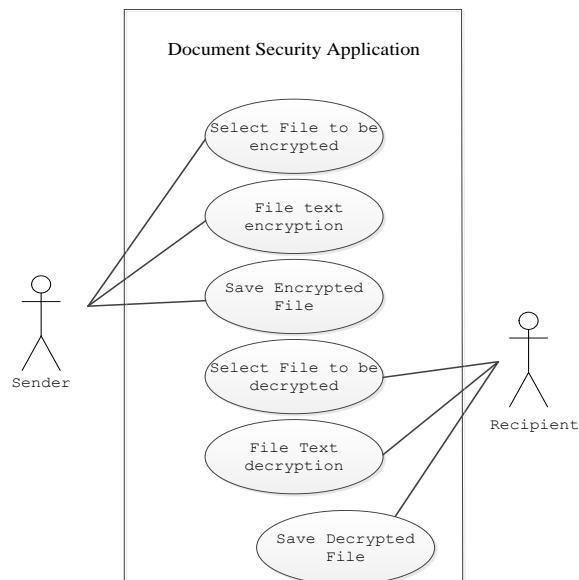 Document Security Application
Select File to be
encrypted
File text
encryption
Save Encrypted
File
Sender
Select File to be
decrypted
File Text
decryption
Recipient
Save Decrypted
File